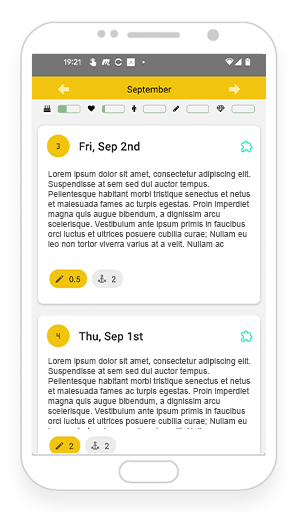 19:21
September
3 Fri, Sep 2nd
Lorem ipsum dolor sit amet, consectetur adipiscing elit.
Suspendisse at sem sed dui auctor tempus.
Pellentesque habitant morbi tristique senectus et netus
et malesuada fames ac turpis egestas. Proin imperdiet
magna quis augue bibendum, a dignissim arcu
scelerisque. Vestibulum ante ipsum primis in faucibus
orci luctus et ultrices posuere cubilia curae; Nullam eu
leo non tortor viverra varius at a velit. Nullam ac
0.5 2
4 Thu, Sep 1st
Lorem ipsum dolor sit amet, consectetur adipiscing elit.
Suspendisse at sem sed dui auctor tempus.
Pellentesque habitant morbi tristique senectus et netus
et malesuada fames ac turpis egestas. Proin imperdiet
magna quis augue bibendum, a dignissim arcu
scelerisque. Vestibulum ante ipsum primis in faucibus
orci luctus et ultrices posuere cubilia curae; Nullam eu
2 2